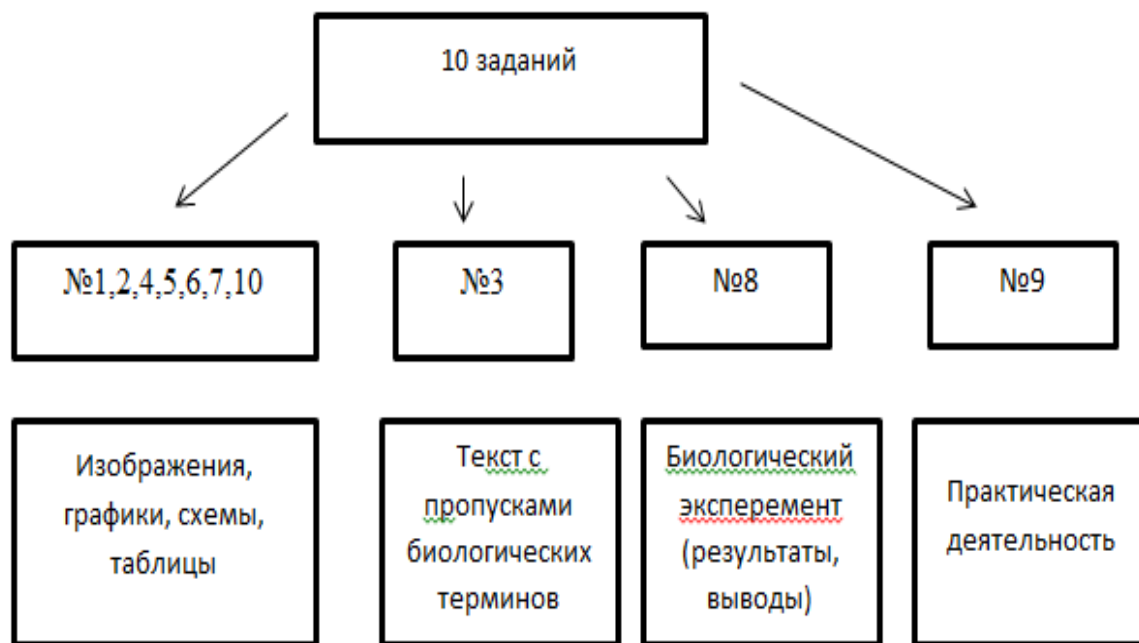 10 заданий
№1,2,4,5,6,7,10
№3
№8
№9
Изображения,
графики, схемы,
таблицы
Текст с
пропусками
биологических
терминов
Биологический
эксперемент
(результаты,
выводы)
Практическая
деятельность